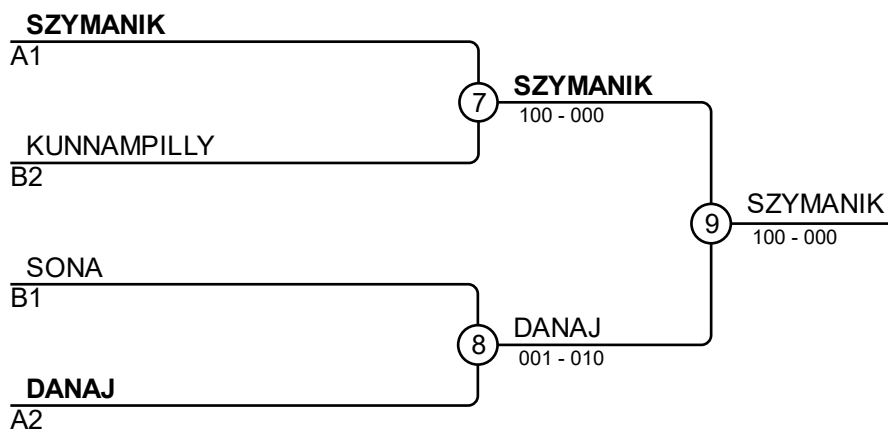 SZYMANIK
A1
7
SZYMANIK
100 - 000
KUNNAMPILLY
B2
9
SZYMANIK
100 - 000
SONA
B1
8
DANAJ
001 - 010
DANAJ
A2